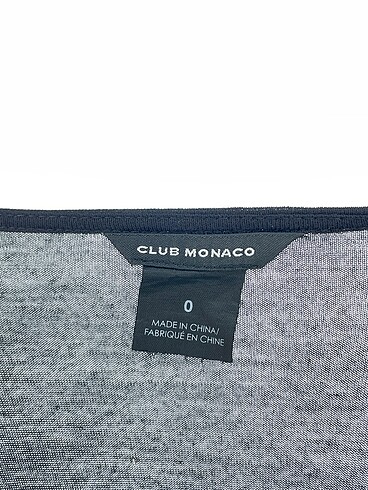 CLUB MONACO
0
MADE IN CHINA/
FABRIQUÉ EN CHINE